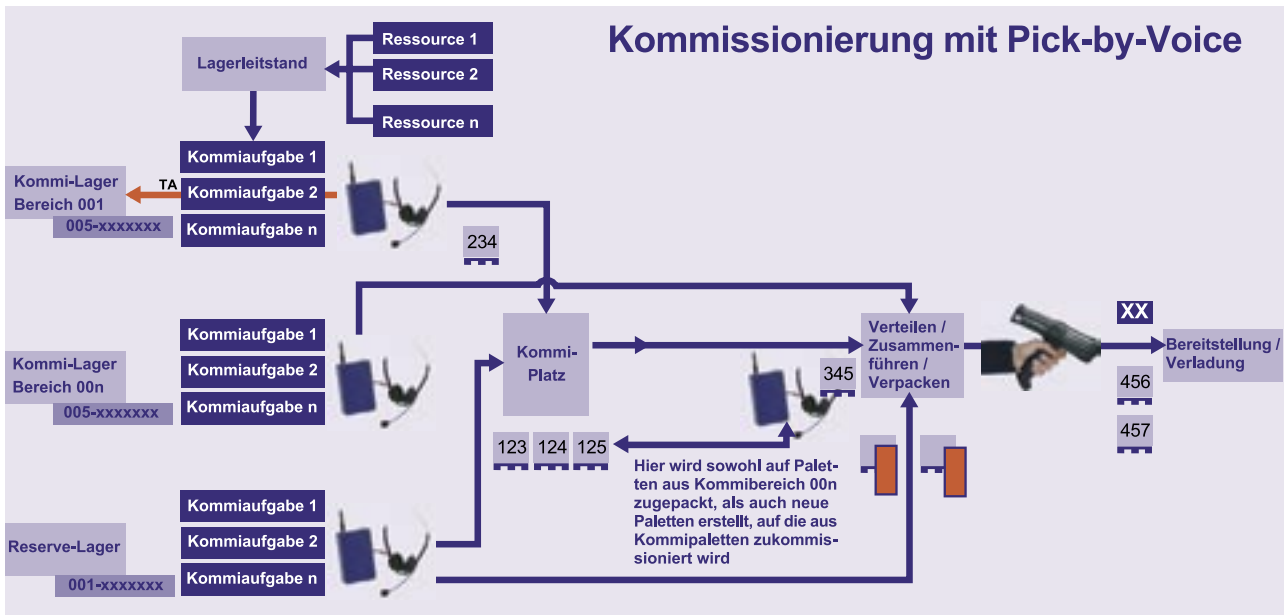 Kommissionierung mit Pick-by-Voice
Ressource 1
Ressource 2
Ressource n
Lagerleitstand
Kommiaufgabe 1
Kommiaufgabe 2
Kommiaufgabe n
TA
Kommi-Lager
Bereich 001
005-xxxxxxx
234
Kommiaufgabe 1
Kommiaufgabe 2
Kommiaufgabe n
Kommi-Lager
Bereich 00n
005-xxxxxxx
Kommi-
Platz
123 124 125
345
Verteilen /
Zusammen-
führen /
Verpacken
XX
Bereitstellung /
Verladung
456
457
Hier wird sowohl auf Palet-
ten aus Kommibereich 00n
zugepackt, als auch neue
Paletten erstellt, auf die aus
Kommipaletten zukommis-
sioniert wird
Kommiaufgabe 1
Kommiaufgabe 2
Kommiaufgabe n
Reserve-Lager
001-xxxxxxx